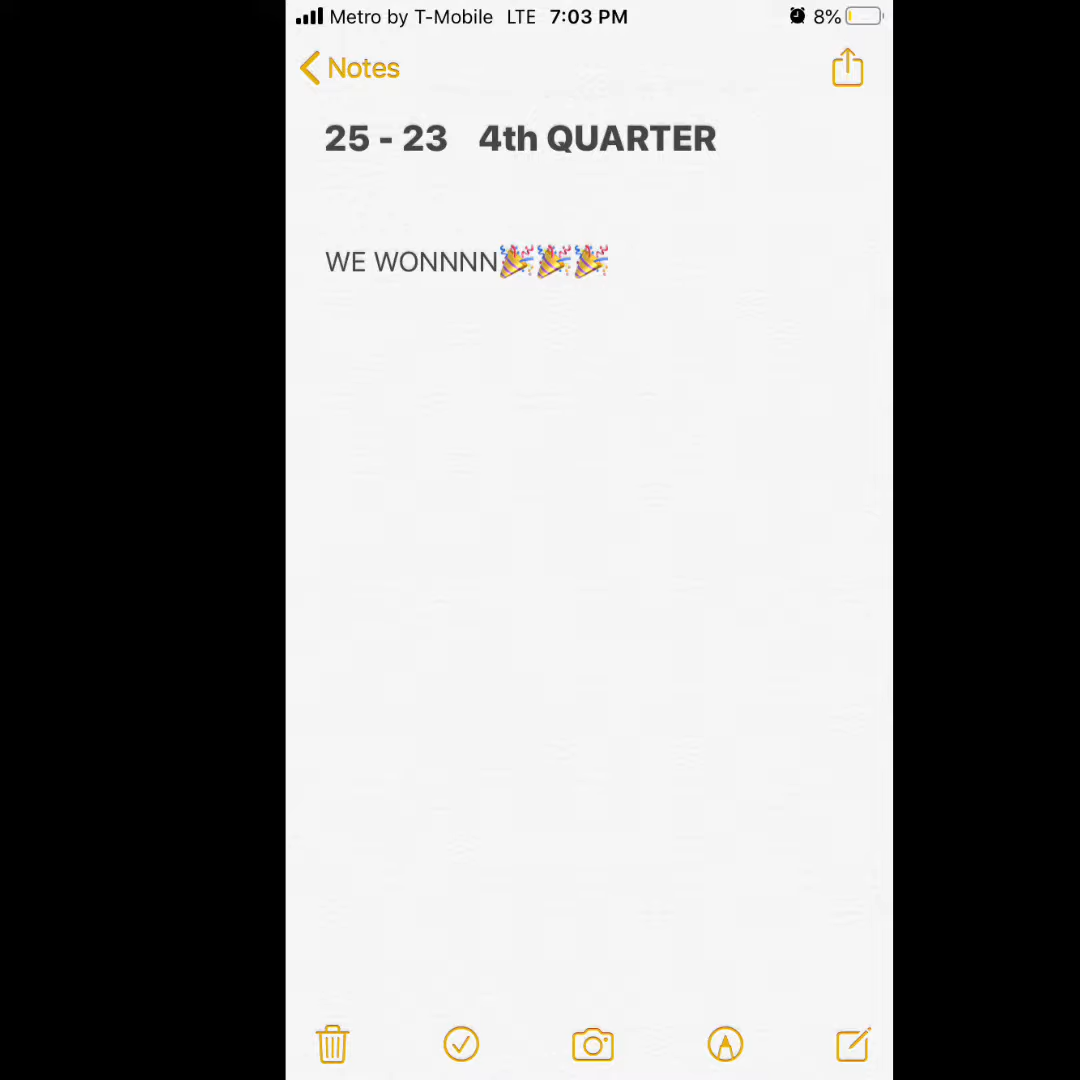 Metro by T-Mobile LTE 7:03 PM 8%
Notes
25 - 23 4th QUARTER
WE WONNNN🎉🎉🎉